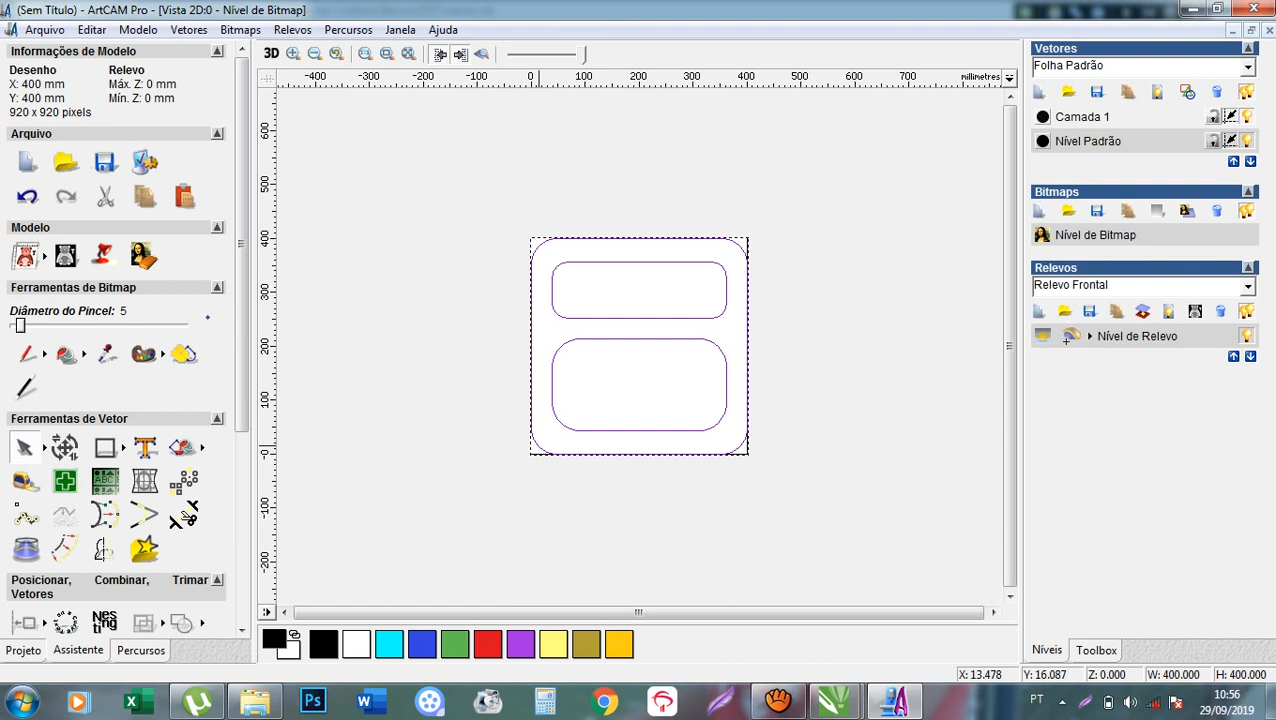 (Sem Título) - ArtCAM Pro - [Vista 2D:0 - Nível de Bitmap]
Arquivo Editar Modelo Vetores Bitmaps Relevos Percursos Janela Ajuda
Informações de Modelo
Desenho Relevo
X: 400 mm Máx. Z: 0 mm
Y: 400 mm Mín. Z: 0 mm
920 x 920 pixels
Arquivo
Modelo
Ferramentas de Bitmap
Diâmetro do Pincel: 5
Ferramentas de Vetor
ABC
Posicionar, Combinar, Trimar
Vetores
Nes
ting
Projeto Assistente Percursos
3D
-400 -300 -200 -100 0 100 200 300 400 500 600 700 milímetres
600
500
400
300
200
100
-0
-100
-200
Vetores
Folha Padrão
Camada 1
Nível Padrão
Bitmaps
Nível de Bitmap
Relevos
Relevo Frontal
Nível de Relevo
Níveis Toolbox
X: 13.478 Y: 16.087 Z: 0.000 W: 400.000 H: 400.000
Ps
PT
10:56
29/09/2019